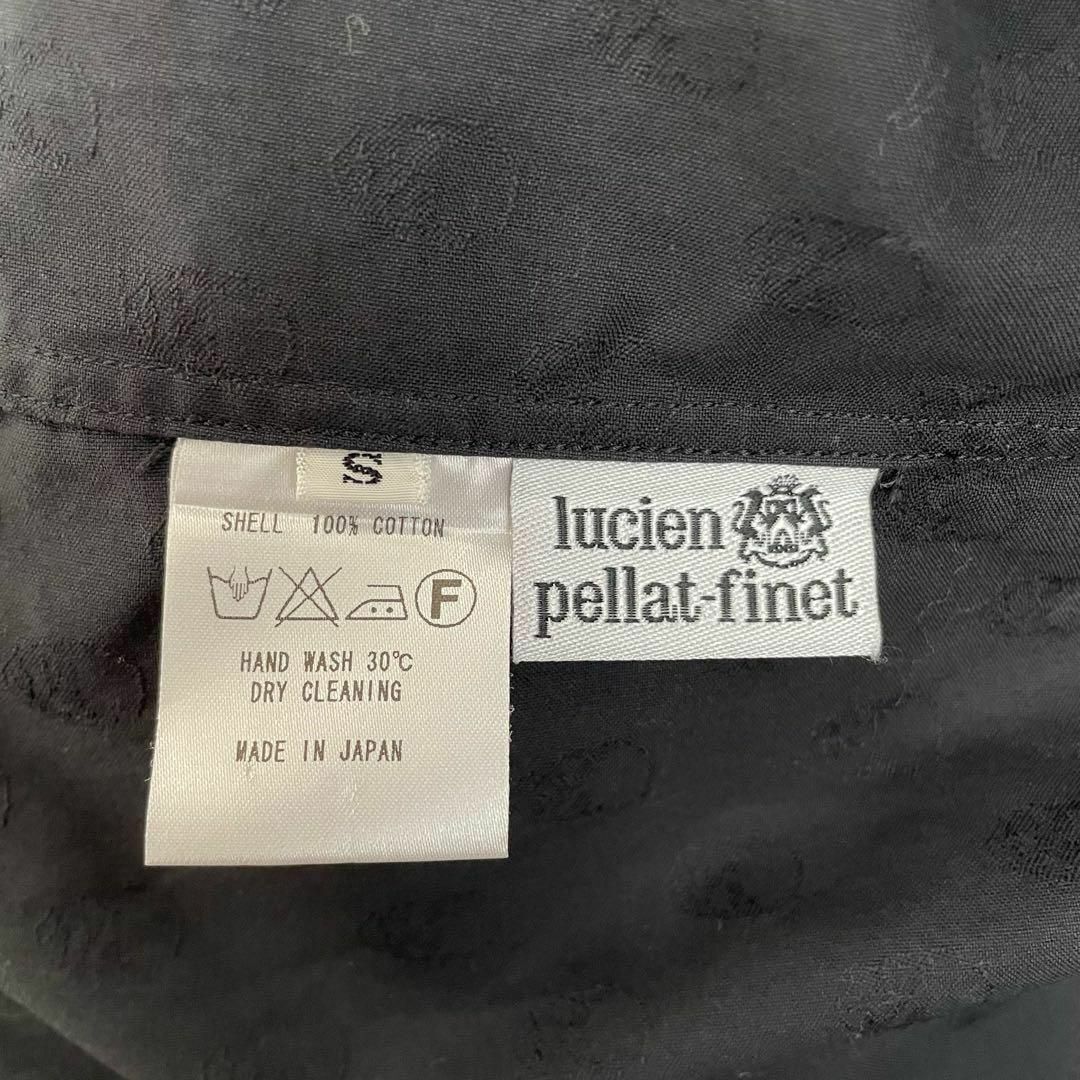 S
SHELL 100% COTTON
F
HAND WASH 30℃
DRY CLEANING
MADE IN JAPAN
lucien
pellat-finet